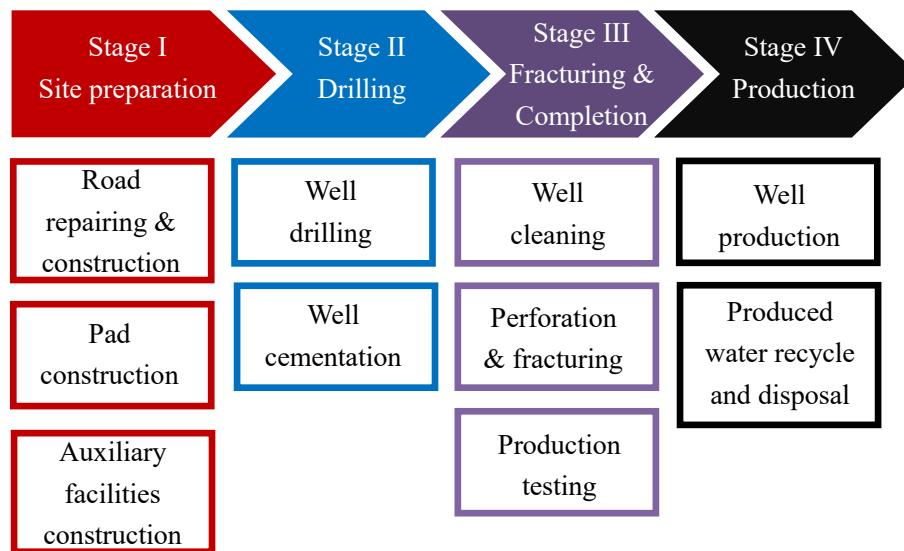 Stage I
Site preparation
Stage II
Drilling
Stage III
Fracturing &
Completion
Stage IV
Production
Road
repairing &
construction
Pad
construction
Auxiliary
facilities
construction
Well
drilling
Well
cementation
Well
cleaning
Perforation
& fracturing
Production
testing
Well
production
Produced
water recycle
and disposal